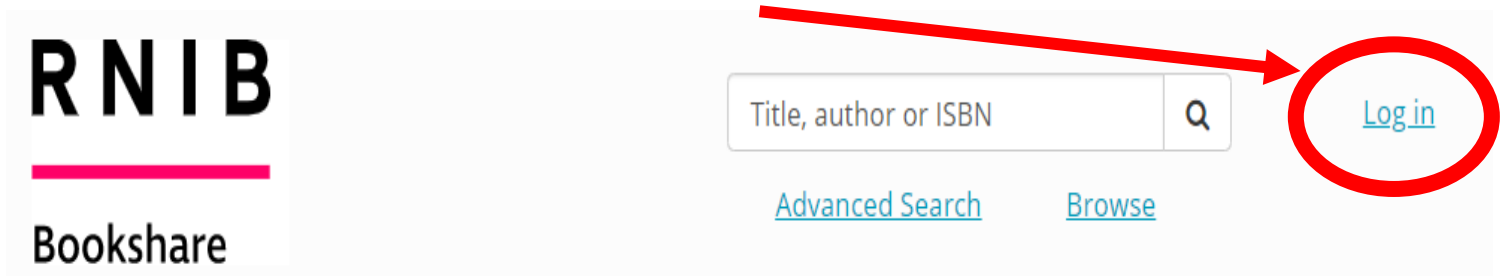 RNIB
Bookshare
Title, author or ISBN
Log in
Advanced Search
Browse